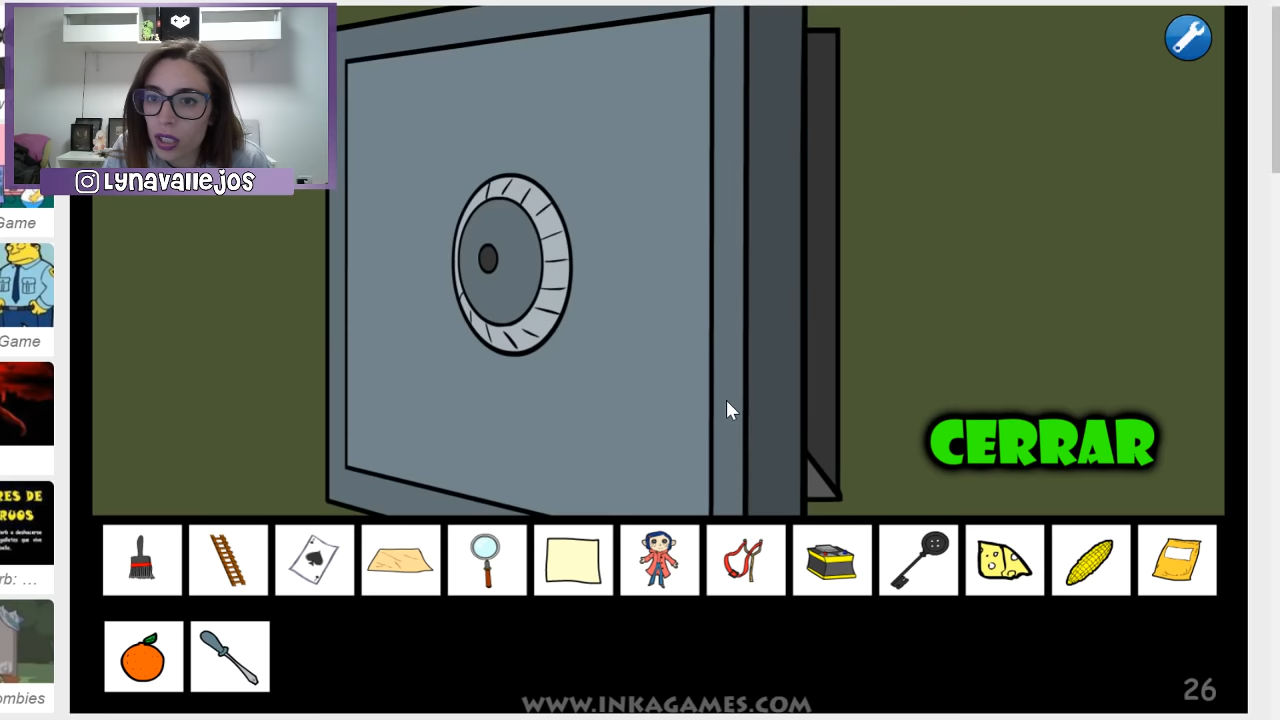 LYNAVALLEJOS
Game
Game
RES DE
RUOS
rb: ...
ombies
CERRAR
26
WWW.INKAGAMES.COM